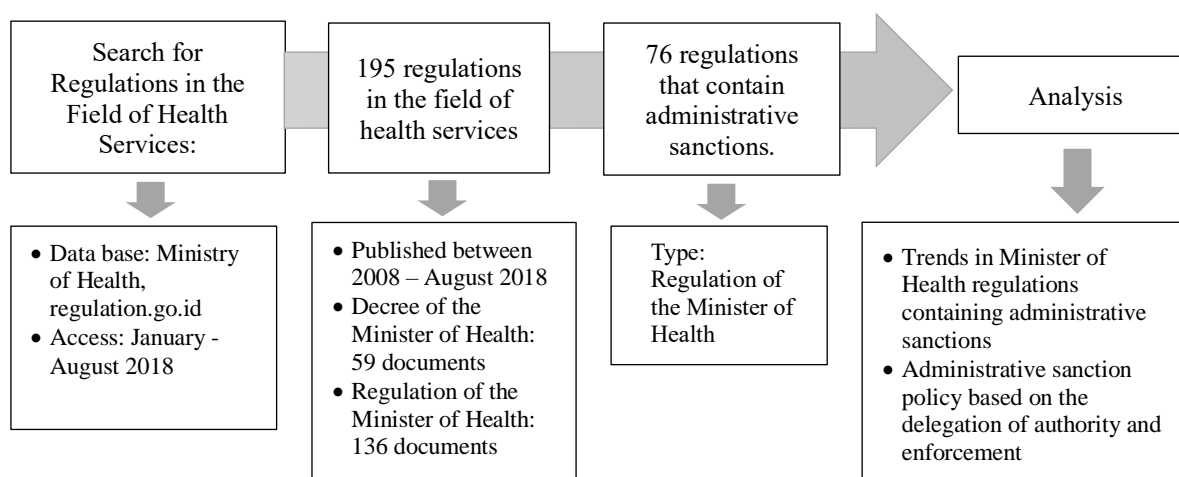 Search for
Regulations in the
Field of Health
Services:
195 regulations
in the field of
health services
76 regulations
that contain
administrative
sanctions.
Analysis
• Data base: Ministry
of Health,
regulation.go.id
• Access: January -
August 2018
• Published between
2008 – August 2018
• Decree of the
Minister of Health:
59 documents
• Regulation of the
Minister of Health:
136 documents
Type:
Regulation of
the Minister of
Health
• Trends in Minister of
Health regulations
containing administrative
sanctions
• Administrative sanction
policy based on the
delegation of authority and
enforcement